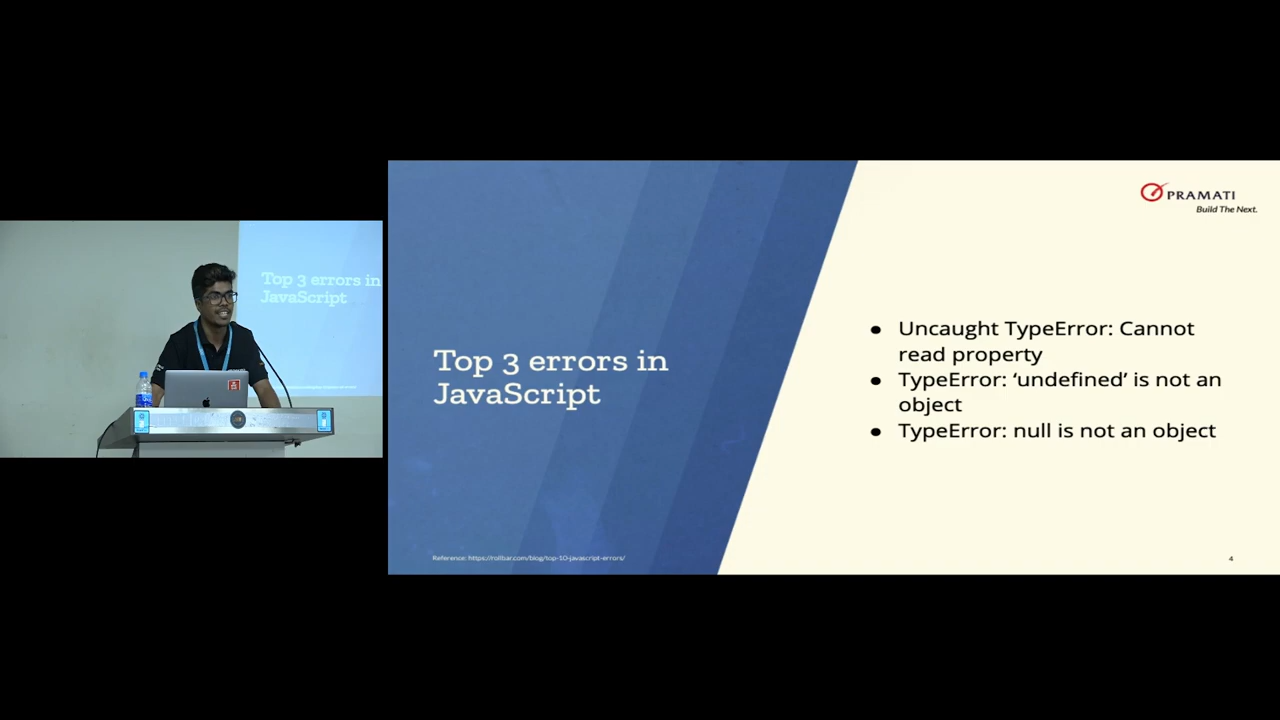 Top 3 errors in
JavaScript
PRAMATI
Build The Next.
Top 3 errors in
JavaScript
● Uncaught TypeError: Cannot
read property
● TypeError: ‘undefined’ is not an
object
● TypeError: null is not an object
Reference: https://rollbar.com/blog/top-10-javascript-errors/
4